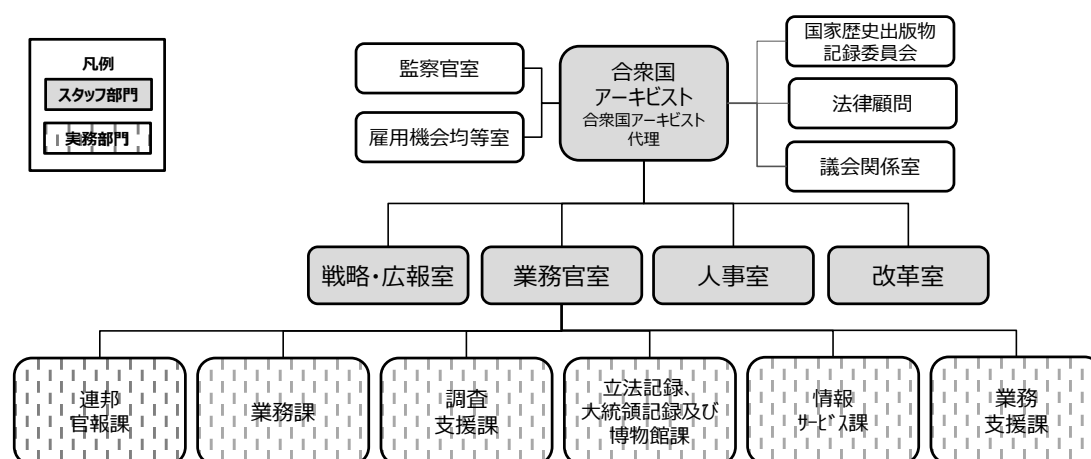 凡例
スタッフ部門
実務部門
監察官室
雇用機会均等室
合衆国
アーキビスト
合衆国アーキビスト
代理
国家歴史出版物
記録委員会
法律顧問
議会関係室
戦略・広報室
業務官室
人事室
改革室
連邦
官報課
業務課
調査
支援課
立法記録、
大統領記録及び
博物館課
情報
ｻｰﾋﾞｽ課
業務
支援課